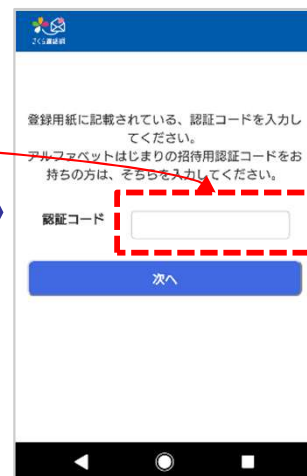 さくら連絡網
登録用紙に記載されている、認証コードを入力し
てください。
アルファベットはじまりの招待用認証コードをお
持ちの方は、そちらを入力してください。
認証コード
次へ